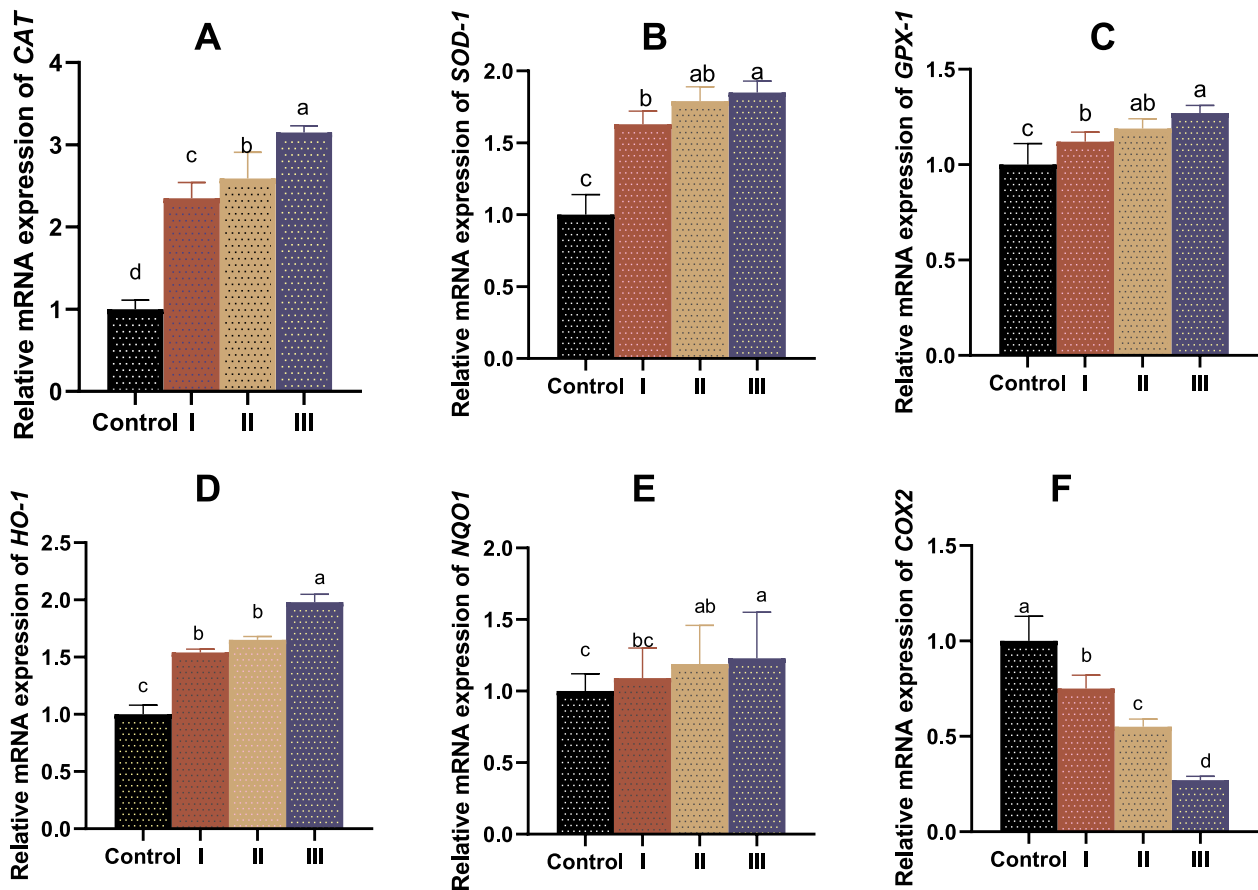 A
Relative mRNA expression of CAT
4
3
2
1
0
d
c
b
a
Control I II III
B
Relative mRNA expression of SOD-1
2.0
1.5
1.0
0.5
0.0
c
b
ab
a
Control I II III
C
Relative mRNA expression of GPX-1
1.5
1.0
0.5
0.0
c
b
ab
a
Control I II III
D
Relative mRNA expression of HO-1
2.5
2.0
1.5
1.0
0.5
0.0
c
b
b
a
Control I II III
E
Relative mRNA expression of NQO1
2.0
1.5
1.0
0.5
0.0
c
bc
ab
a
Control I II III
F
Relative mRNA expression of COX2
1.5
1.0
0.5
0.0
a
b
c
d
Control I II III